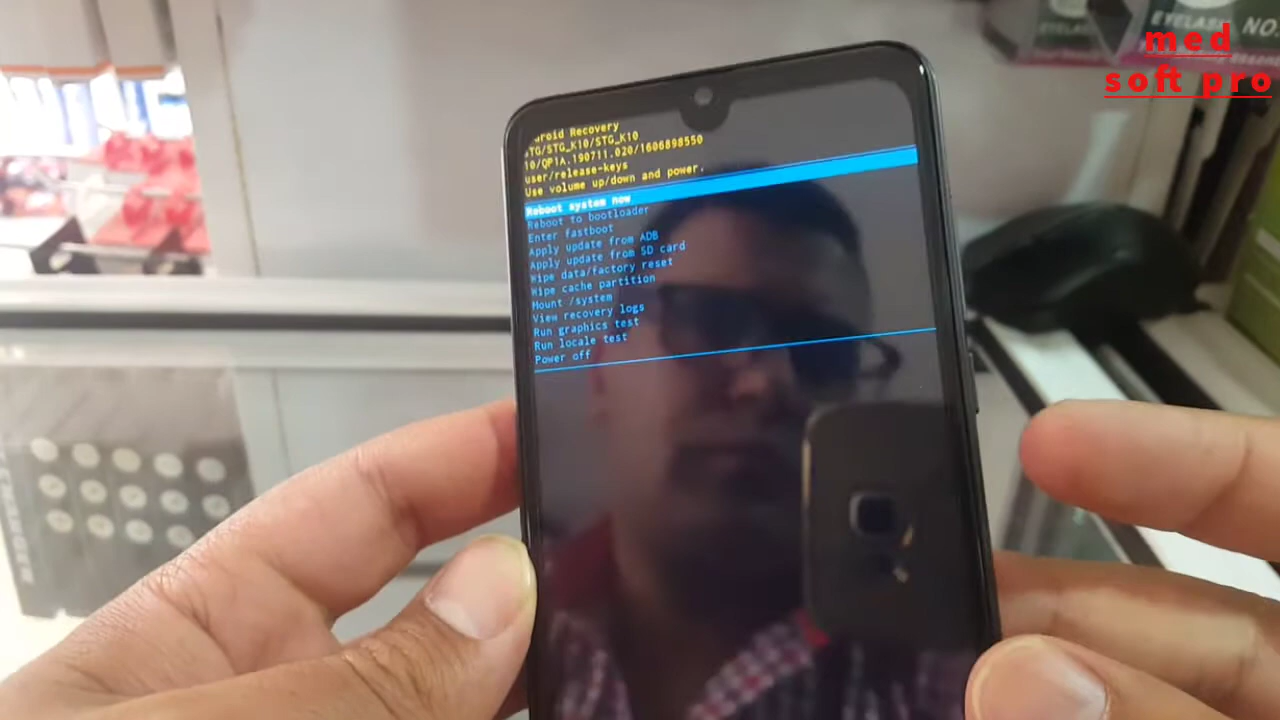 EYELASH NO.
med
soft pro
droid Recovery
TG/STG_K10/STG_K10
10/QP1A.190711.020/1606898550
user/release-keys
Use volume up/down and power.
Reboot system now
Reboot to bootloader
Enter fastboot
Apply update from ADB
Apply update from SD card
Wipe data/factory reset
Wipe cache partition
Mount /system
View recovery logs
Run graphics test
Run locale test
Power off